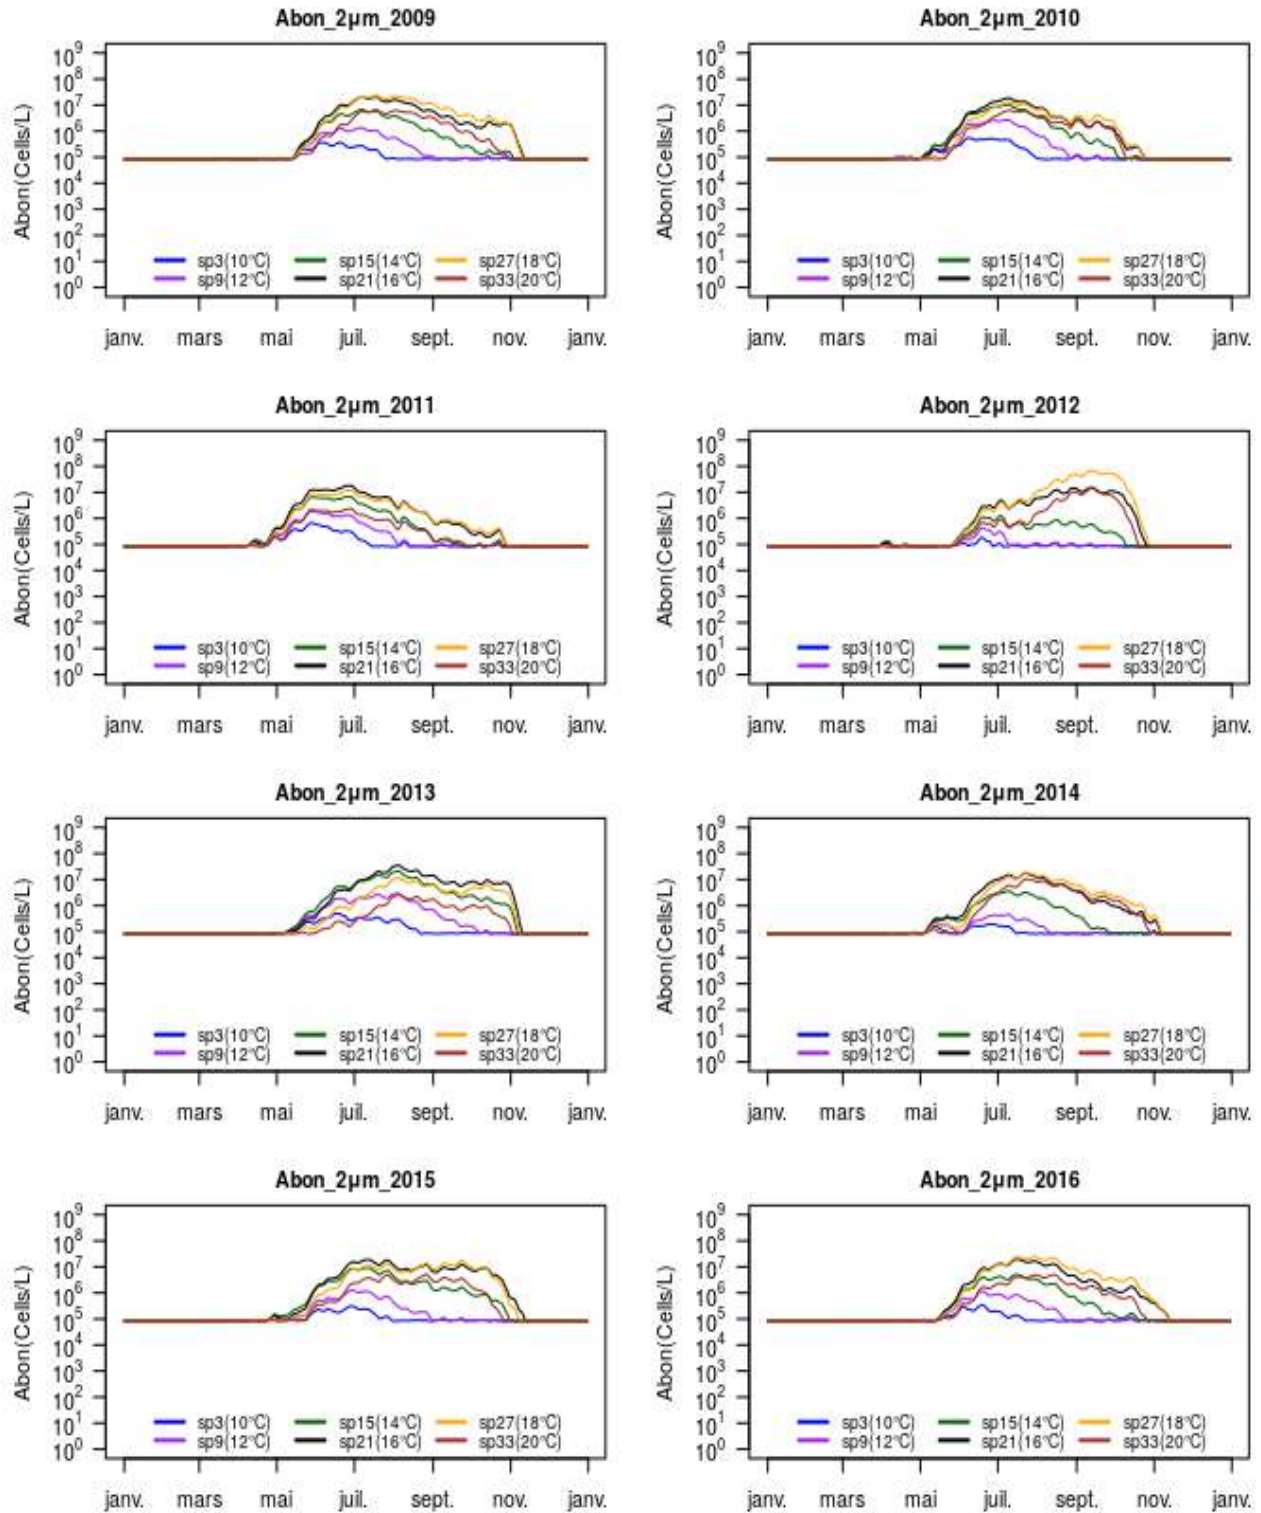 Abon_2µm_2009
Abon(Cells/L)
10⁹
10⁸
10⁷
10⁶
10⁵
10⁴
10³
10²
10¹
10⁰
sp3(10°C) sp15(14°C) sp27(18°C)
sp9(12°C) sp21(16°C) sp33(20°C)
janv. mars mai juil. sept. nov. janv.
Abon_2µm_2010
Abon(Cells/L)
10⁹
10⁸
10⁷
10⁶
10⁵
10⁴
10³
10²
10¹
10⁰
sp3(10°C) sp15(14°C) sp27(18°C)
sp9(12°C) sp21(16°C) sp33(20°C)
janv. mars mai juil. sept. nov. janv.
Abon_2µm_2011
Abon(Cells/L)
10⁹
10⁸
10⁷
10⁶
10⁵
10⁴
10³
10²
10¹
10⁰
sp3(10°C) sp15(14°C) sp27(18°C)
sp9(12°C) sp21(16°C) sp33(20°C)
janv. mars mai juil. sept. nov. janv.
Abon_2µm_2012
Abon(Cells/L)
10⁹
10⁸
10⁷
10⁶
10⁵
10⁴
10³
10²
10¹
10⁰
sp3(10°C) sp15(14°C) sp27(18°C)
sp9(12°C) sp21(16°C) sp33(20°C)
janv. mars mai juil. sept. nov. janv.
Abon_2µm_2013
Abon(Cells/L)
10⁹
10⁸
10⁷
10⁶
10⁵
10⁴
10³
10²
10¹
10⁰
sp3(10°C) sp15(14°C) sp27(18°C)
sp9(12°C) sp21(16°C) sp33(20°C)
janv. mars mai juil. sept. nov. janv.
Abon_2µm_2014
Abon(Cells/L)
10⁹
10⁸
10⁷
10⁶
10⁵
10⁴
10³
10²
10¹
10⁰
sp3(10°C) sp15(14°C) sp27(18°C)
sp9(12°C) sp21(16°C) sp33(20°C)
janv. mars mai juil. sept. nov. janv.
Abon_2µm_2015
Abon(Cells/L)
10⁹
10⁸
10⁷
10⁶
10⁵
10⁴
10³
10²
10¹
10⁰
sp3(10°C) sp15(14°C) sp27(18°C)
sp9(12°C) sp21(16°C) sp33(20°C)
janv. mars mai juil. sept. nov. janv.
Abon_2µm_2016
Abon(Cells/L)
10⁹
10⁸
10⁷
10⁶
10⁵
10⁴
10³
10²
10¹
10⁰
sp3(10°C) sp15(14°C) sp27(18°C)
sp9(12°C) sp21(16°C) sp33(20°C)
janv. mars mai juil. sept. nov. janv.